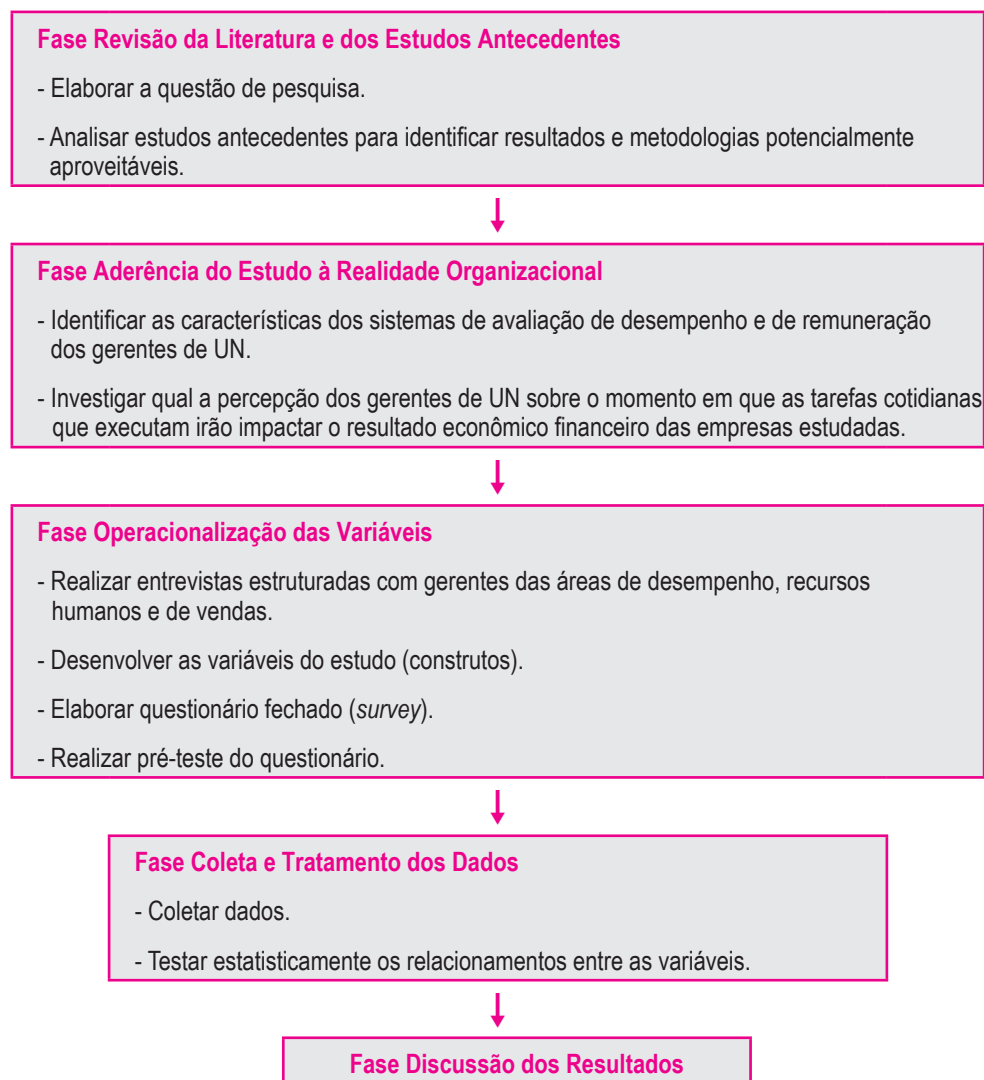 Fase Revisão da Literatura e dos Estudos Antecedentes
- Elaborar a questão de pesquisa.
- Analisar estudos antecedentes para identificar resultados e metodologias potencialmente
aproveitáveis.
Fase Aderência do Estudo à Realidade Organizacional
- Identificar as características dos sistemas de avaliação de desempenho e de remuneração
dos gerentes de UN.
- Investigar qual a percepção dos gerentes de UN sobre o momento em que as tarefas cotidianas
que executam irão impactar o resultado econômico financeiro das empresas estudadas.
Fase Operacionalização das Variáveis
- Realizar entrevistas estruturadas com gerentes das áreas de desempenho, recursos
humanos e de vendas.
- Desenvolver as variáveis do estudo (construtos).
- Elaborar questionário fechado (survey).
- Realizar pré-teste do questionário.
Fase Coleta e Tratamento dos Dados
- Coletar dados.
- Testar estatisticamente os relacionamentos entre as variáveis.
Fase Discussão dos Resultados